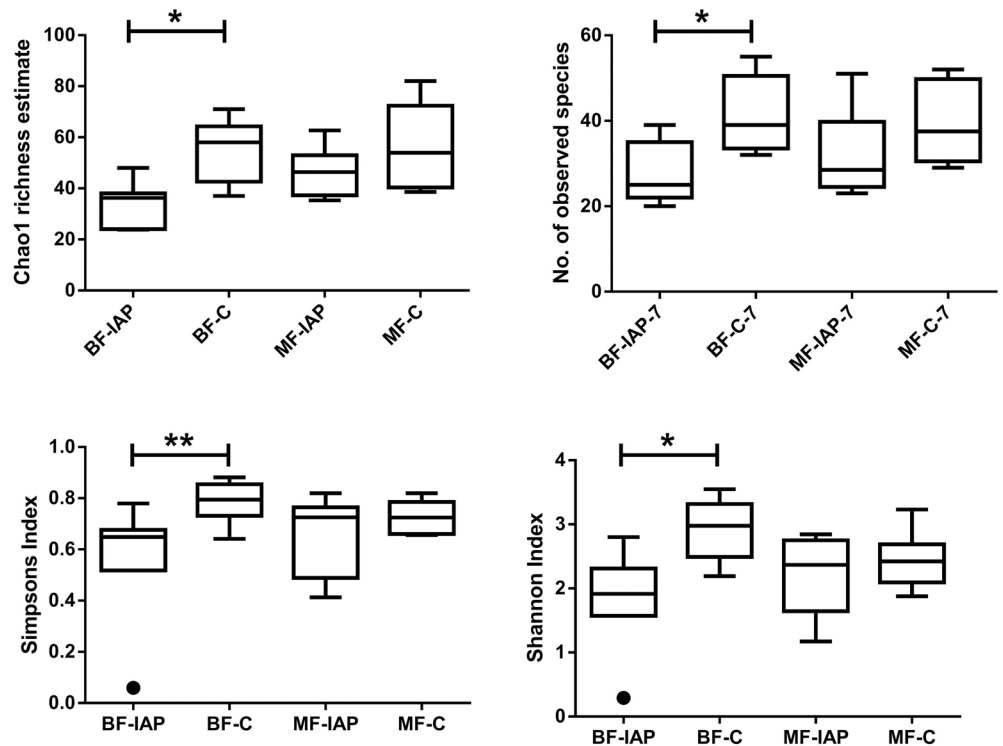 *
Chao1 richness estimate
100
80
60
40
20
0
BF-IAP
BF-C
MF-IAP
MF-C
*
No. of observed species
60
40
20
0
BF-IAP-7
BF-C-7
MF-IAP-7
MF-C-7
**
Simpsons Index
1.0
0.8
0.6
0.4
0.2
0.0
BF-IAP
BF-C
MF-IAP
MF-C
*
Shannon Index
4
3
2
1
0
BF-IAP
BF-C
MF-IAP
MF-C